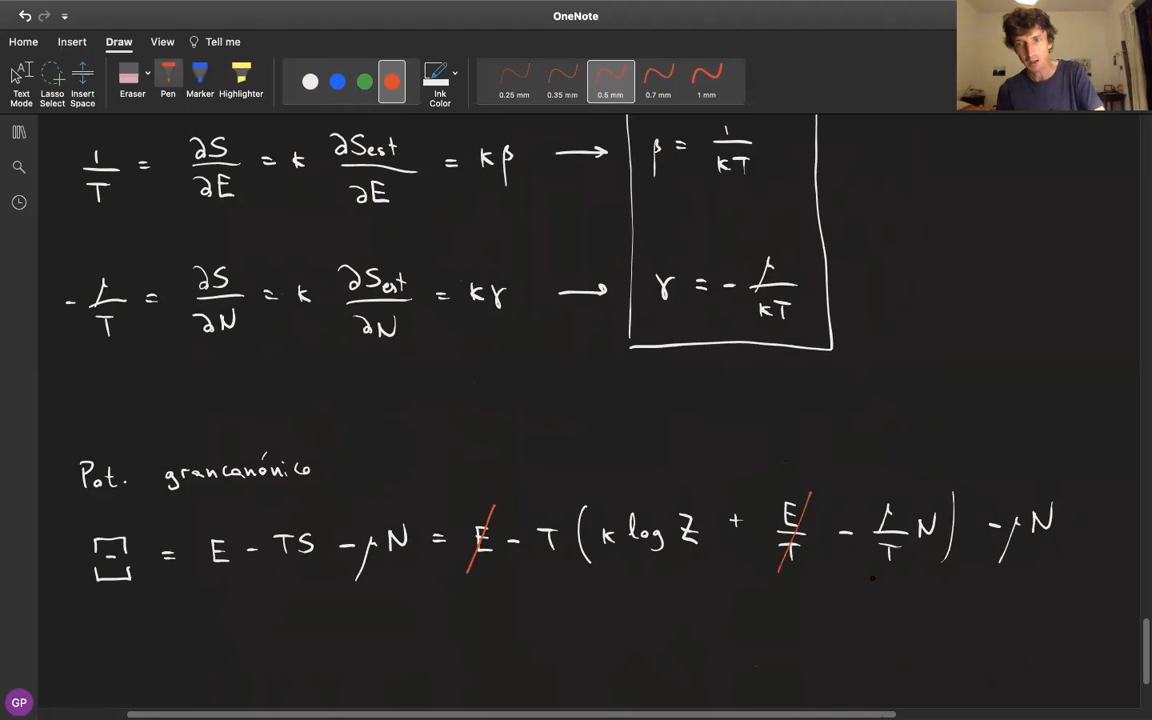 OneNote
Home Insert Draw View Tell me
Text Mode Lasso Select Insert Space Eraser Pen Marker Highlighter Ink Color 0.25 mm 0.35 mm 0.5 mm 0.7 mm 1 mm
1/T = ∂S/∂E = k ∂Sest/∂E = kβ → β = 1/kT
- μ/T = ∂S/∂N = k ∂Sest/∂N = kγ → γ = - μ/kT
Pot. grancanónico
Ξ = E - TS - μN = E - T ( k log Z + E/T - μ/T N ) - μN
GP